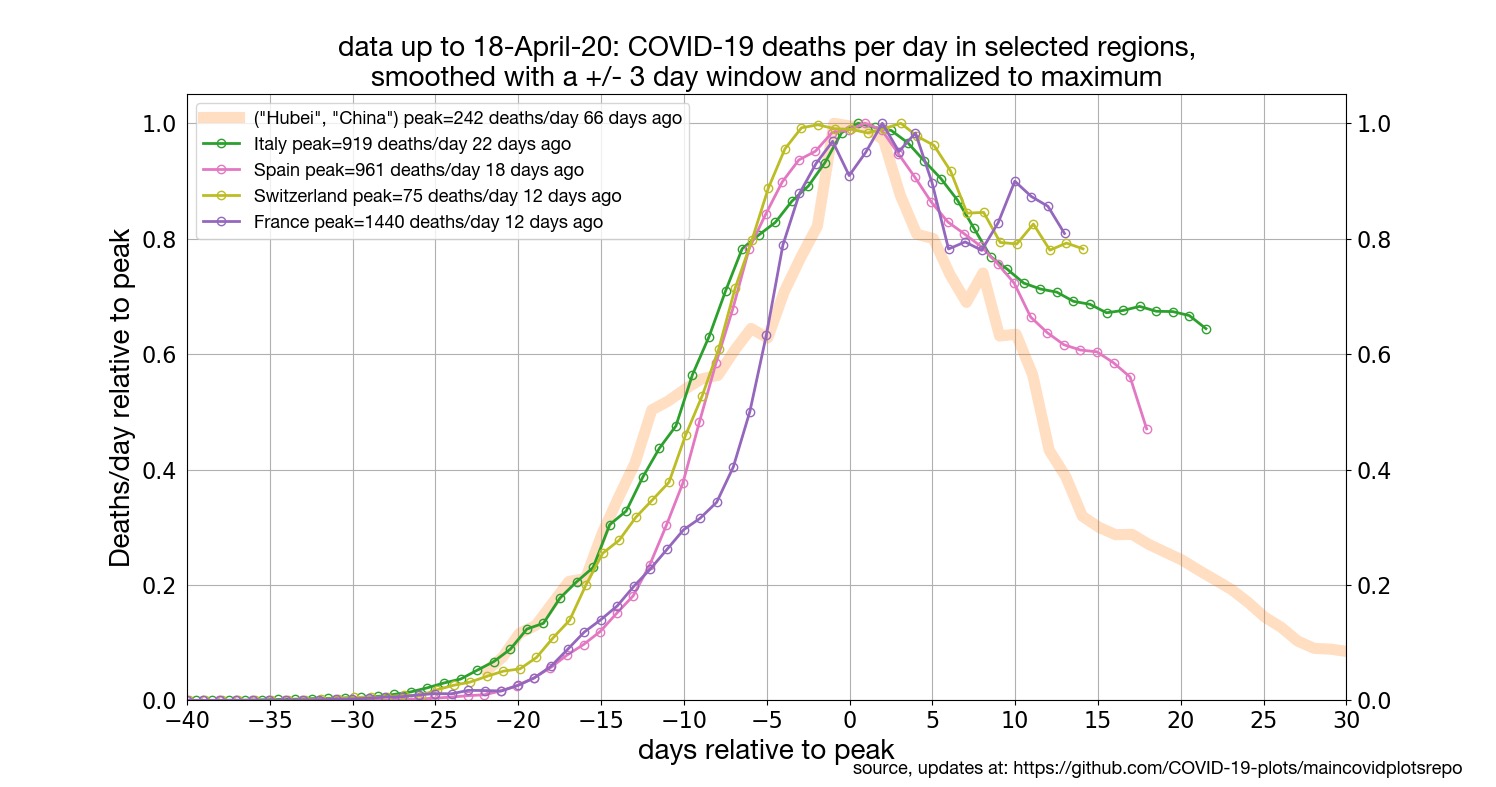 data up to 18-April-20: COVID-19 deaths per day in selected regions,
smoothed with a +/- 3 day window and normalized to maximum
("Hubei", "China") peak=242 deaths/day 66 days ago
Italy peak=919 deaths/day 22 days ago
Spain peak=961 deaths/day 18 days ago
Switzerland peak=75 deaths/day 12 days ago
France peak=1440 deaths/day 12 days ago
Deaths/day relative to peak
1.0 1.0
0.8 0.8
0.6 0.6
0.4 0.4
0.2 0.2
0.0 0.0
−40 −35 −30 −25 −20 −15 −10 −5 0 5 10 15 20 25 30
days relative to peak
source, updates at: https://github.com/COVID-19-plots/maincovidplotsrepo